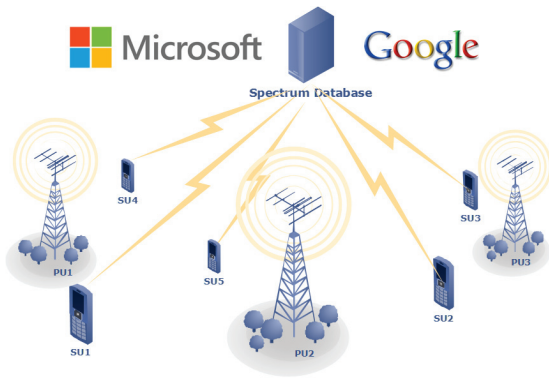 Microsoft
Google
Spectrum Database
SU4
SU3
PU1
SU5
PU3
SU2
SU1
PU2